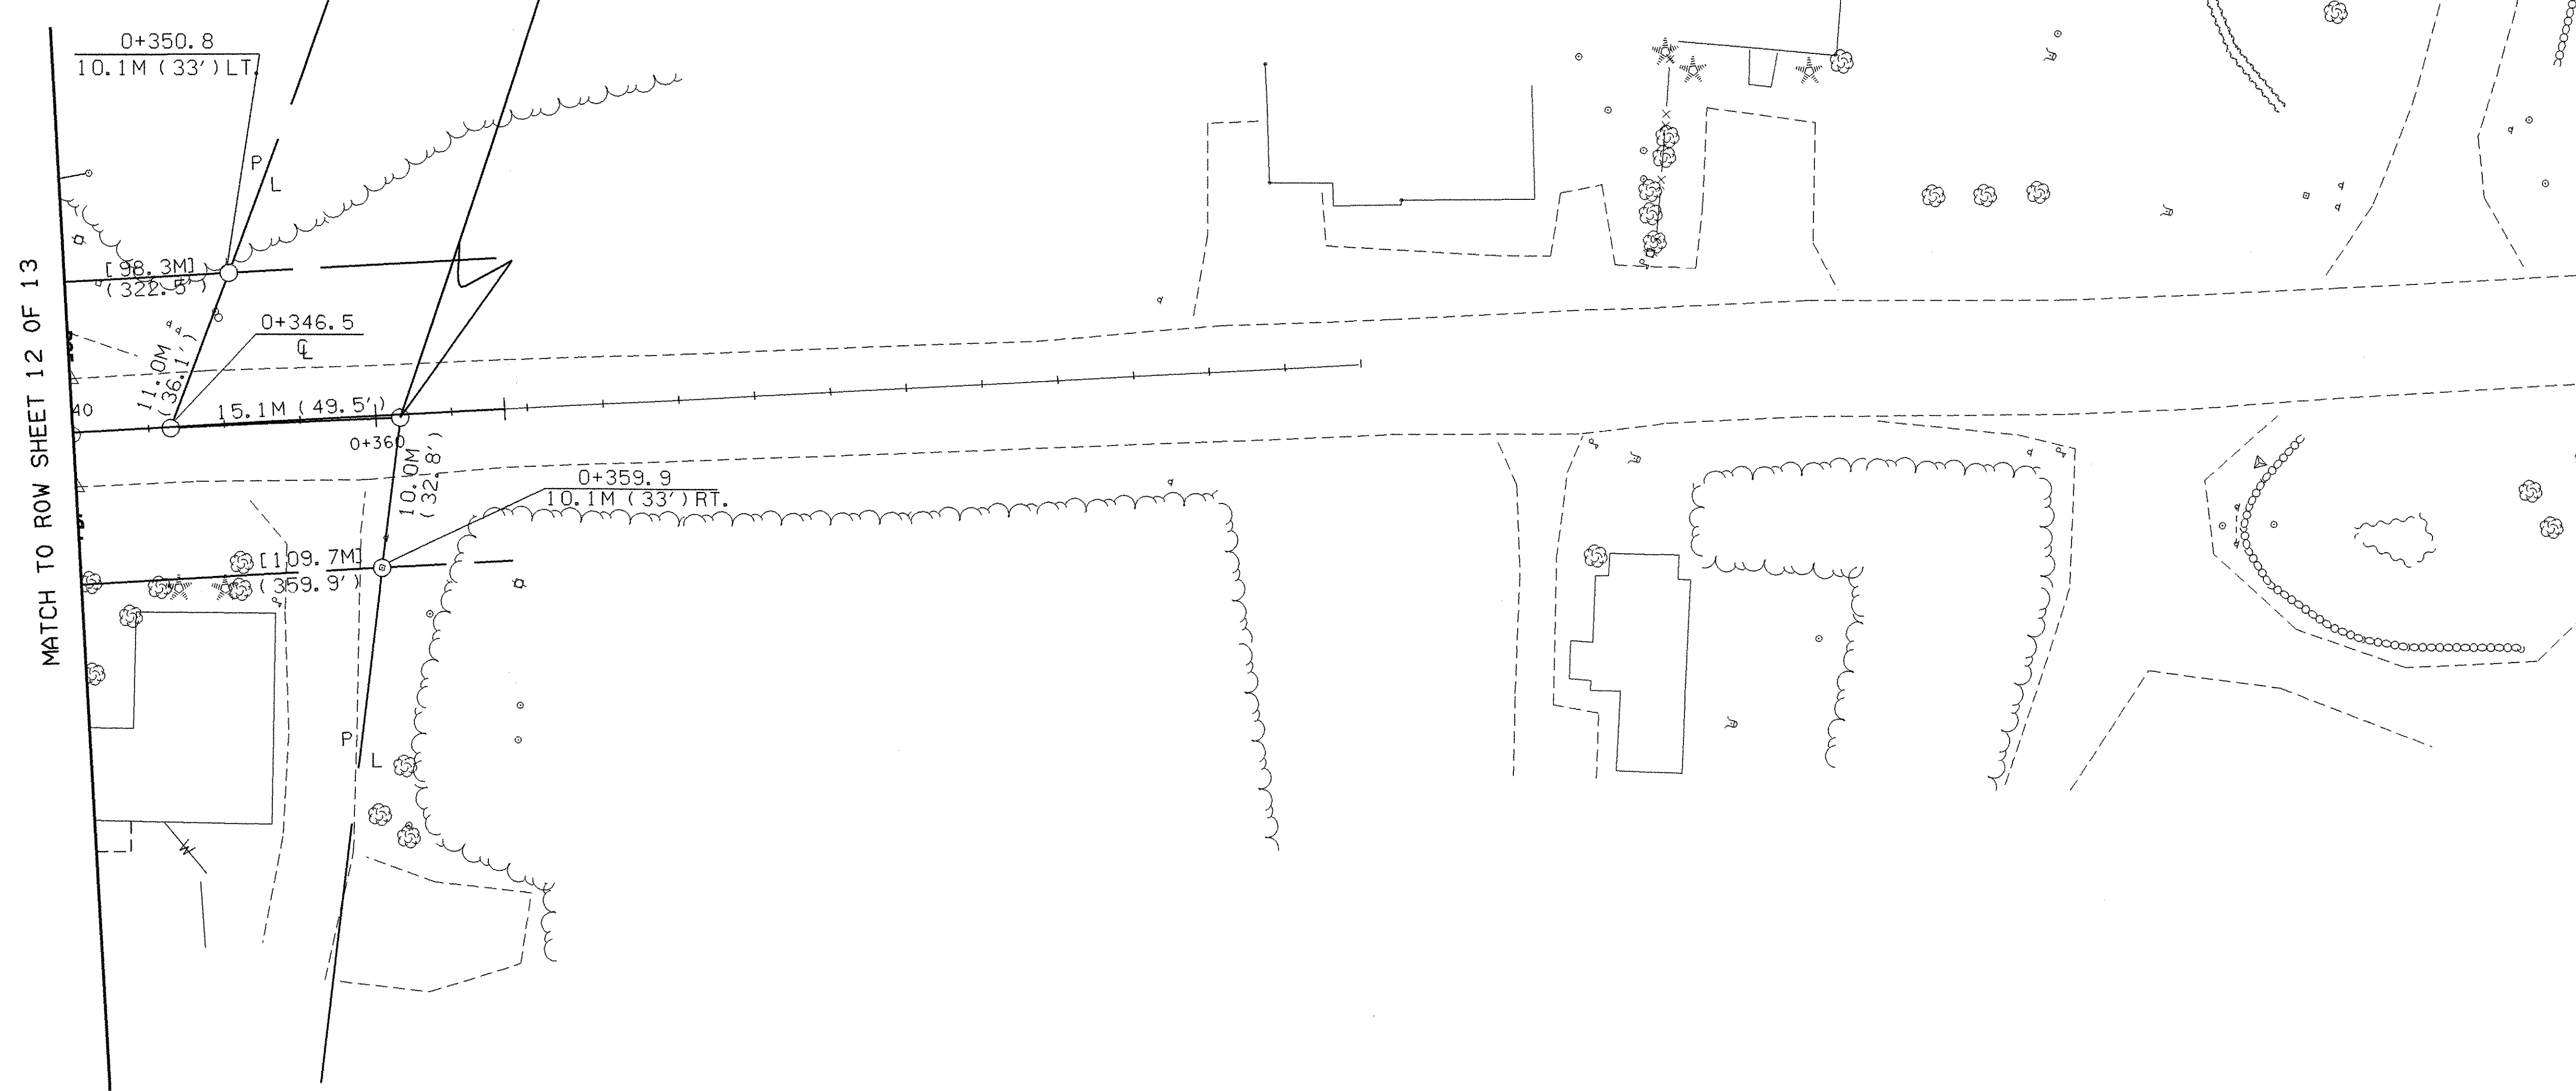 0+350.8
10.1M (33')LT.
P
L
[98.3M]
(322.5')
MATCH TO ROW SHEET 12 OF 13
11.0M
(36.1')
0+346.5
CL
40
15.1M (49.5')
0+360
10.0M
(32.8')
0+359.9
10.1M (33')RT.
[109.7M]
(359.9')
P
L